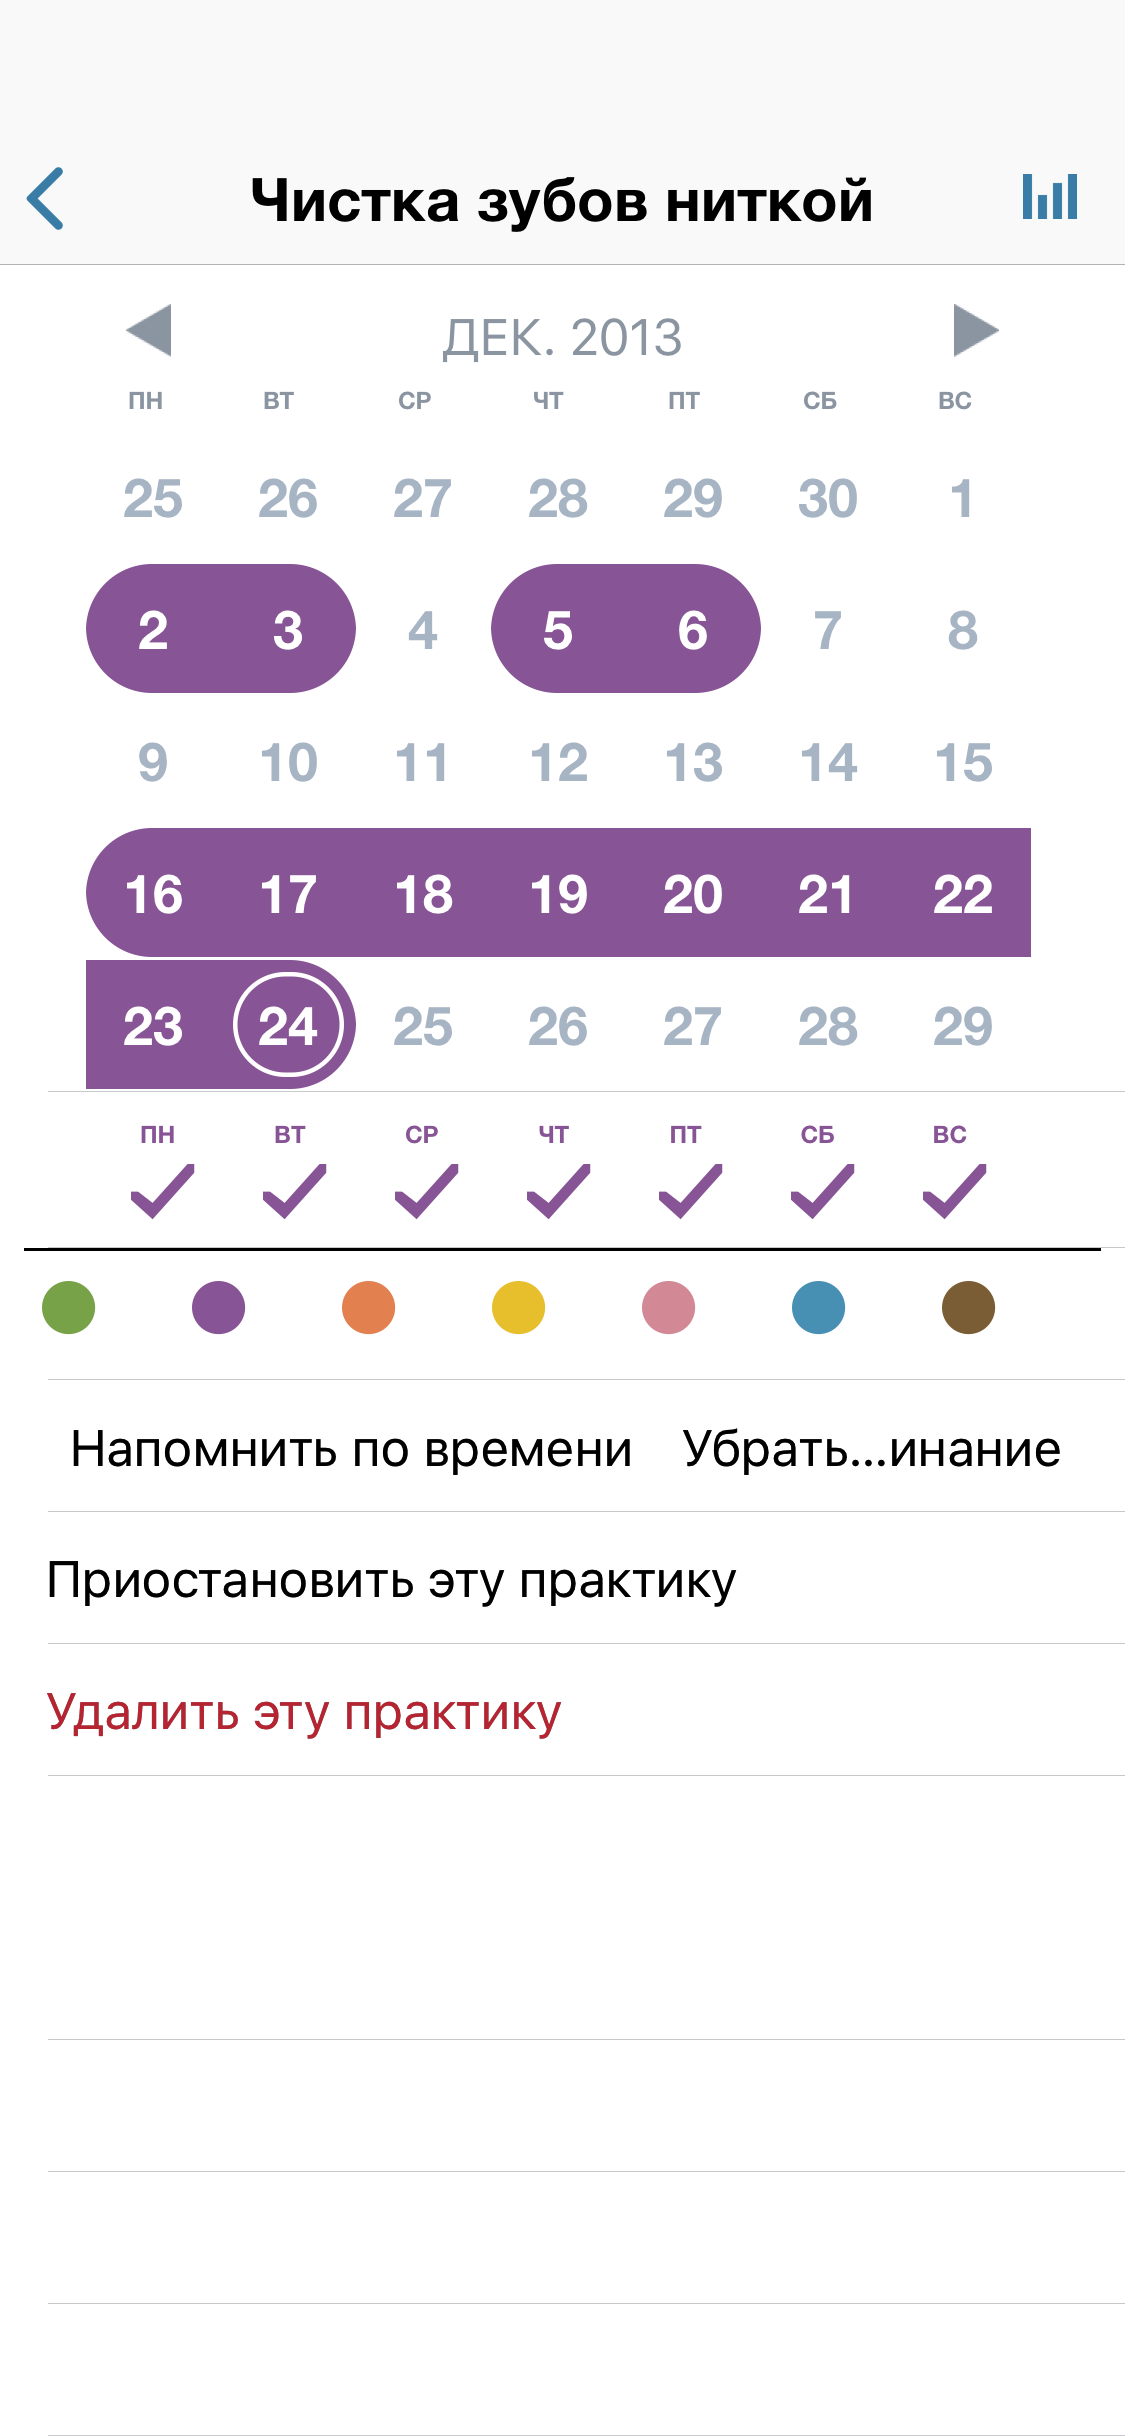 Чистка зубов ниткой
ДЕК. 2013
ПН ВТ СР ЧТ ПТ СБ ВС
25 26 27 28 29 30 1
2 3 4 5 6 7 8
9 10 11 12 13 14 15
16 17 18 19 20 21 22
23 24 25 26 27 28 29
ПН ВТ СР ЧТ ПТ СБ ВС
Напомнить по времени Убрать...инание
Приостановить эту практику
Удалить эту практику